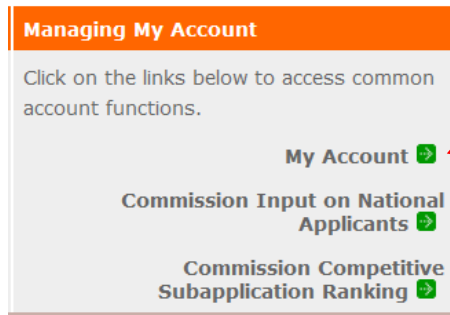 Managing My Account
Click on the links below to access common
account functions.
My Account
Commission Input on National
Applicants
Commission Competitive
Subapplication Ranking